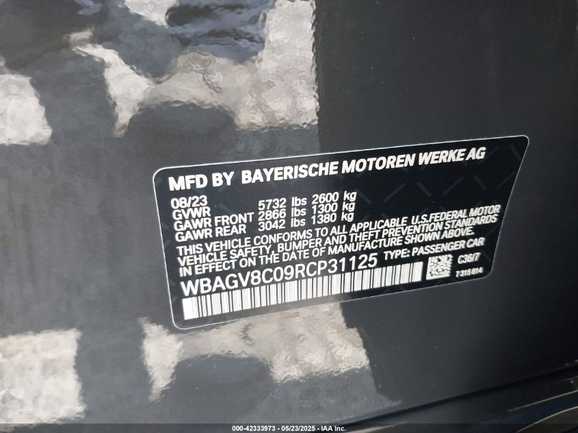 MFD BY BAYERISCHE MOTOREN WERKE AG
08/23
GVWR 5732 lbs 2600 kg
GAWR FRONT 2866 lbs 1300 kg
GAWR REAR 3042 lbs 1380 kg
THIS VEHICLE CONFORMS TO ALL APPLICABLE U.S. FEDERAL MOTOR
VEHICLE SAFETY, BUMPER AND THEFT PREVENTION STANDARDS
IN EFFECT ON THE DATE OF MANUFACTURE SHOWN ABOVE.
WBAGV8C09RCP31125 TYPE: PASSENGER CAR
C36/7
7 318 614
000-42333973 - 05/23/2025 - IAA Inc.